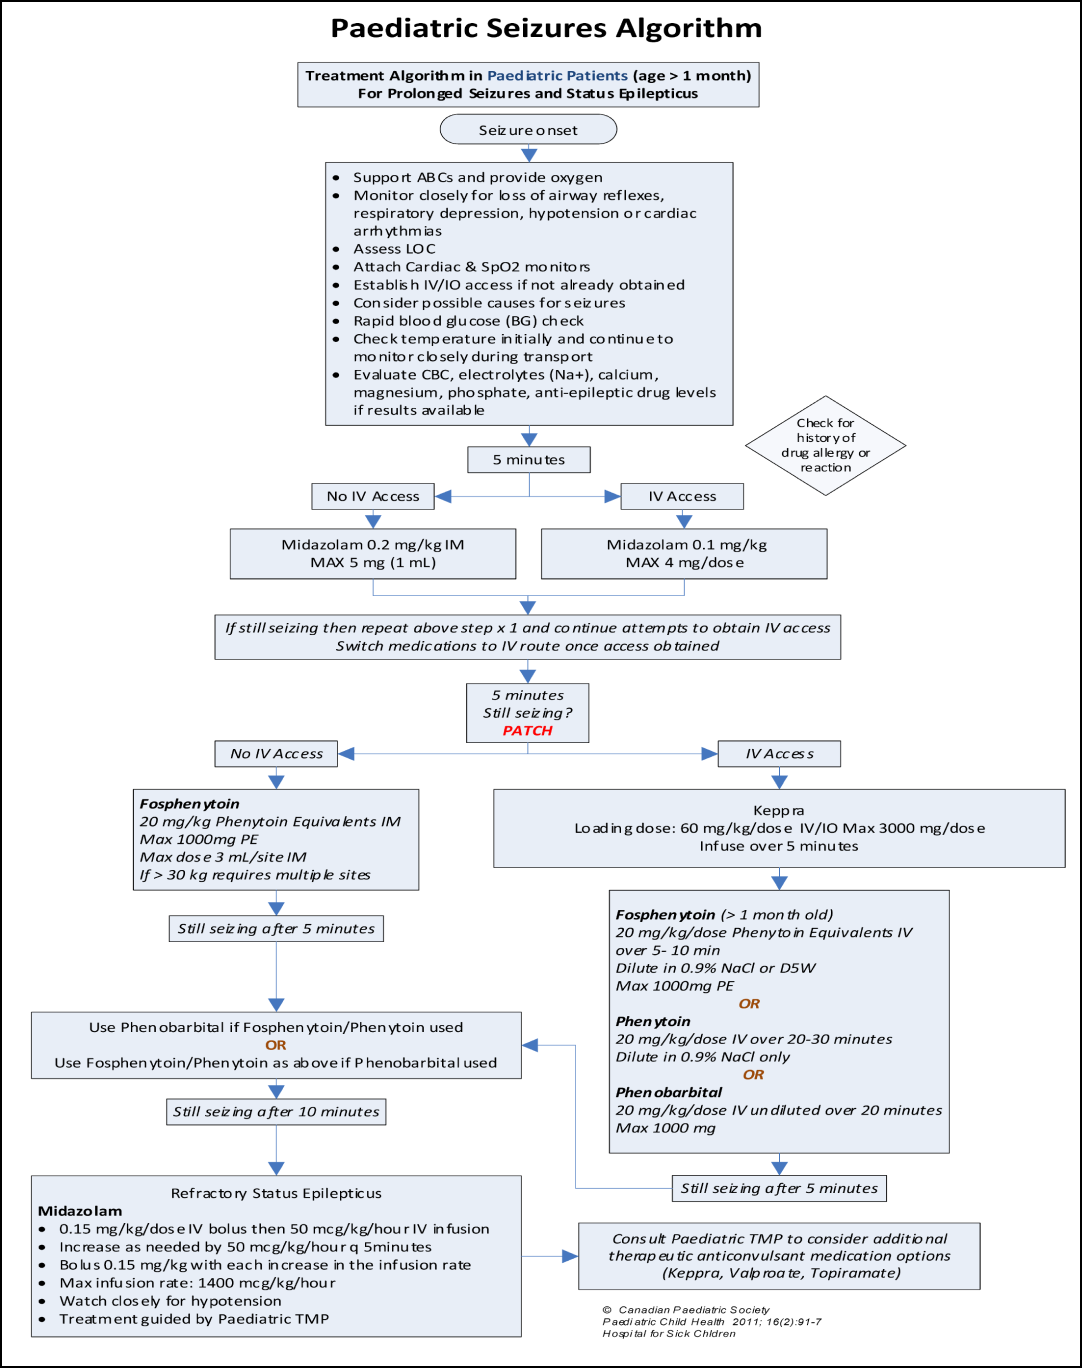 Paediatric Seizures Algorithm
Treatment Algorithm in Paediatric Patients (age > 1 month)
For Prolonged Seizures and Status Epilepticus
Seizure onset
• Support ABCs and provide oxygen
• Monitor closely for loss of airway reflexes,
respiratory depression, hypotension or cardiac
arrhythmias
• Assess LOC
• Attach Cardiac & SpO2 monitors
• Establish IV/IO access if not already obtained
• Consider possible causes for seizures
• Rapid blood glucose (BG) check
• Check temperature initially and continue to
monitor closely during transport
• Evaluate CBC, electrolytes (Na+), calcium,
magnesium, phosphate, anti-epileptic drug levels
if results available
Check for
history of
drug allergy or
reaction
5 minutes
No IV Access
IV Access
Midazolam 0.2 mg/kg IM
MAX 5 mg (1 mL)
Midazolam 0.1 mg/kg
MAX 4 mg/dose
If still seizing then repeat above step x 1 and continue attempts to obtain IV access
Switch medications to IV route once access obtained
5 minutes
Still seizing?
PATCH
No IV Access
IV Access
Fosphenytoin
20 mg/kg Phenytoin Equivalents IM
Max 1000mg PE
Max dose 3 mL/site IM
If > 30 kg requires multiple sites
Keppra
Loading dose: 60 mg/kg/dose IV/IO Max 3000 mg/dose
Infuse over 5 minutes
Still seizing after 5 minutes
Fosphenytoin (> 1 month old)
20 mg/kg/dose Phenytoin Equivalents IV
over 5- 10 min
Dilute in 0.9% NaCl or D5W
Max 1000mg PE
OR
Phenytoin
20 mg/kg/dose IV over 20-30 minutes
Dilute in 0.9% NaCl only
OR
Phenobarbital
20 mg/kg/dose IV undiluted over 20 minutes
Max 1000 mg
Use Phenobarbital if Fosphenytoin/Phenytoin used
OR
Use Fosphenytoin/Phenytoin as above if Phenobarbital used
Still seizing after 10 minutes
Still seizing after 5 minutes
Refractory Status Epilepticus
Midazolam
• 0.15 mg/kg/dose IV bolus then 50 mcg/kg/hour IV infusion
• Increase as needed by 50 mcg/kg/hour q 5minutes
• Bolus 0.15 mg/kg with each increase in the infusion rate
• Max infusion rate: 1400 mcg/kg/hour
• Watch closely for hypotension
• Treatment guided by Paediatric TMP
Consult Paediatric TMP to consider additional
therapeutic anticonvulsant medication options
(Keppra, Valproate, Topiramate)
© Canadian Paediatric Society
Paediatric Child Health 2011; 16(2):91-7
Hospital for Sick Chldren